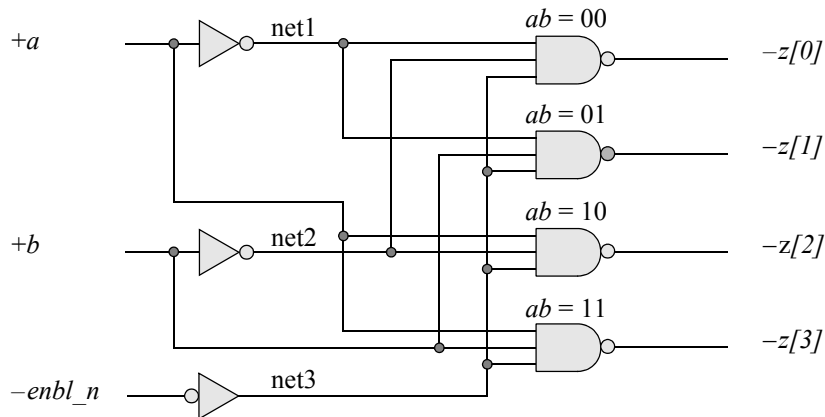 ab = 00
+a
net1
–z[0]
ab = 01
–z[1]
ab = 10
+b
net2
–z[2]
ab = 11
–z[3]
–enbl_n
net3